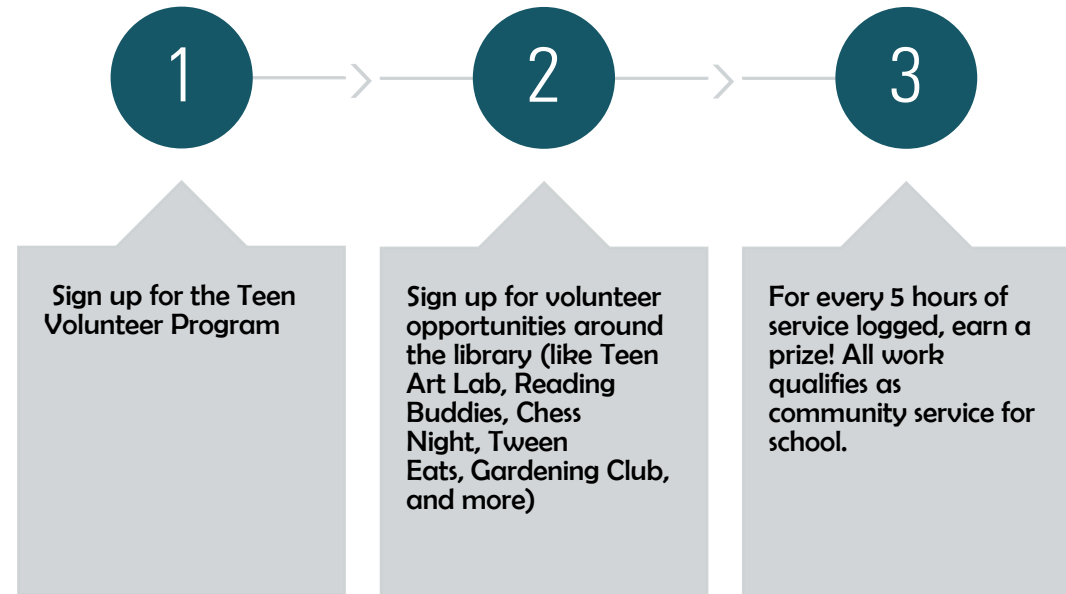 1
2
3
Sign up for the Teen
Volunteer Program
Sign up for volunteer
opportunities around
the library (like Teen
Art Lab, Reading
Buddies, Chess
Night, Tween
Eats, Gardening Club,
and more)
For every 5 hours of
service logged, earn a
prize! All work
qualifies as
community service for
school.